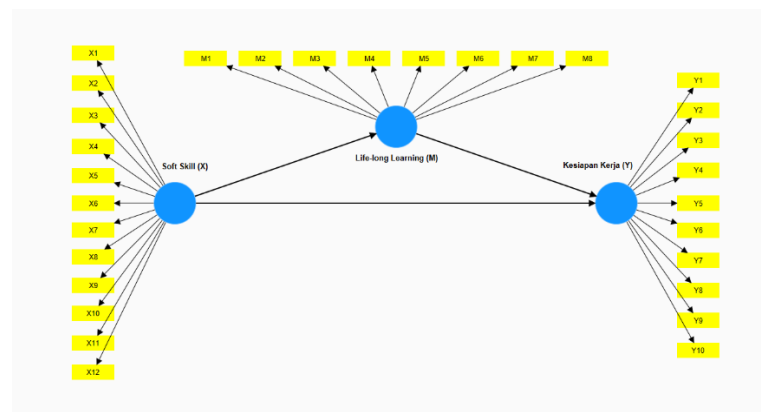 X1
X2
X3
X4
X5
X6
X7
X8
X9
X10
X11
X12
Soft Skill (X)
M1 M2 M3 M4 M5 M6 M7 M8
Life-long Learning (M)
Kesiapan Kerja (Y)
Y1
Y2
Y3
Y4
Y5
Y6
Y7
Y8
Y9
Y10